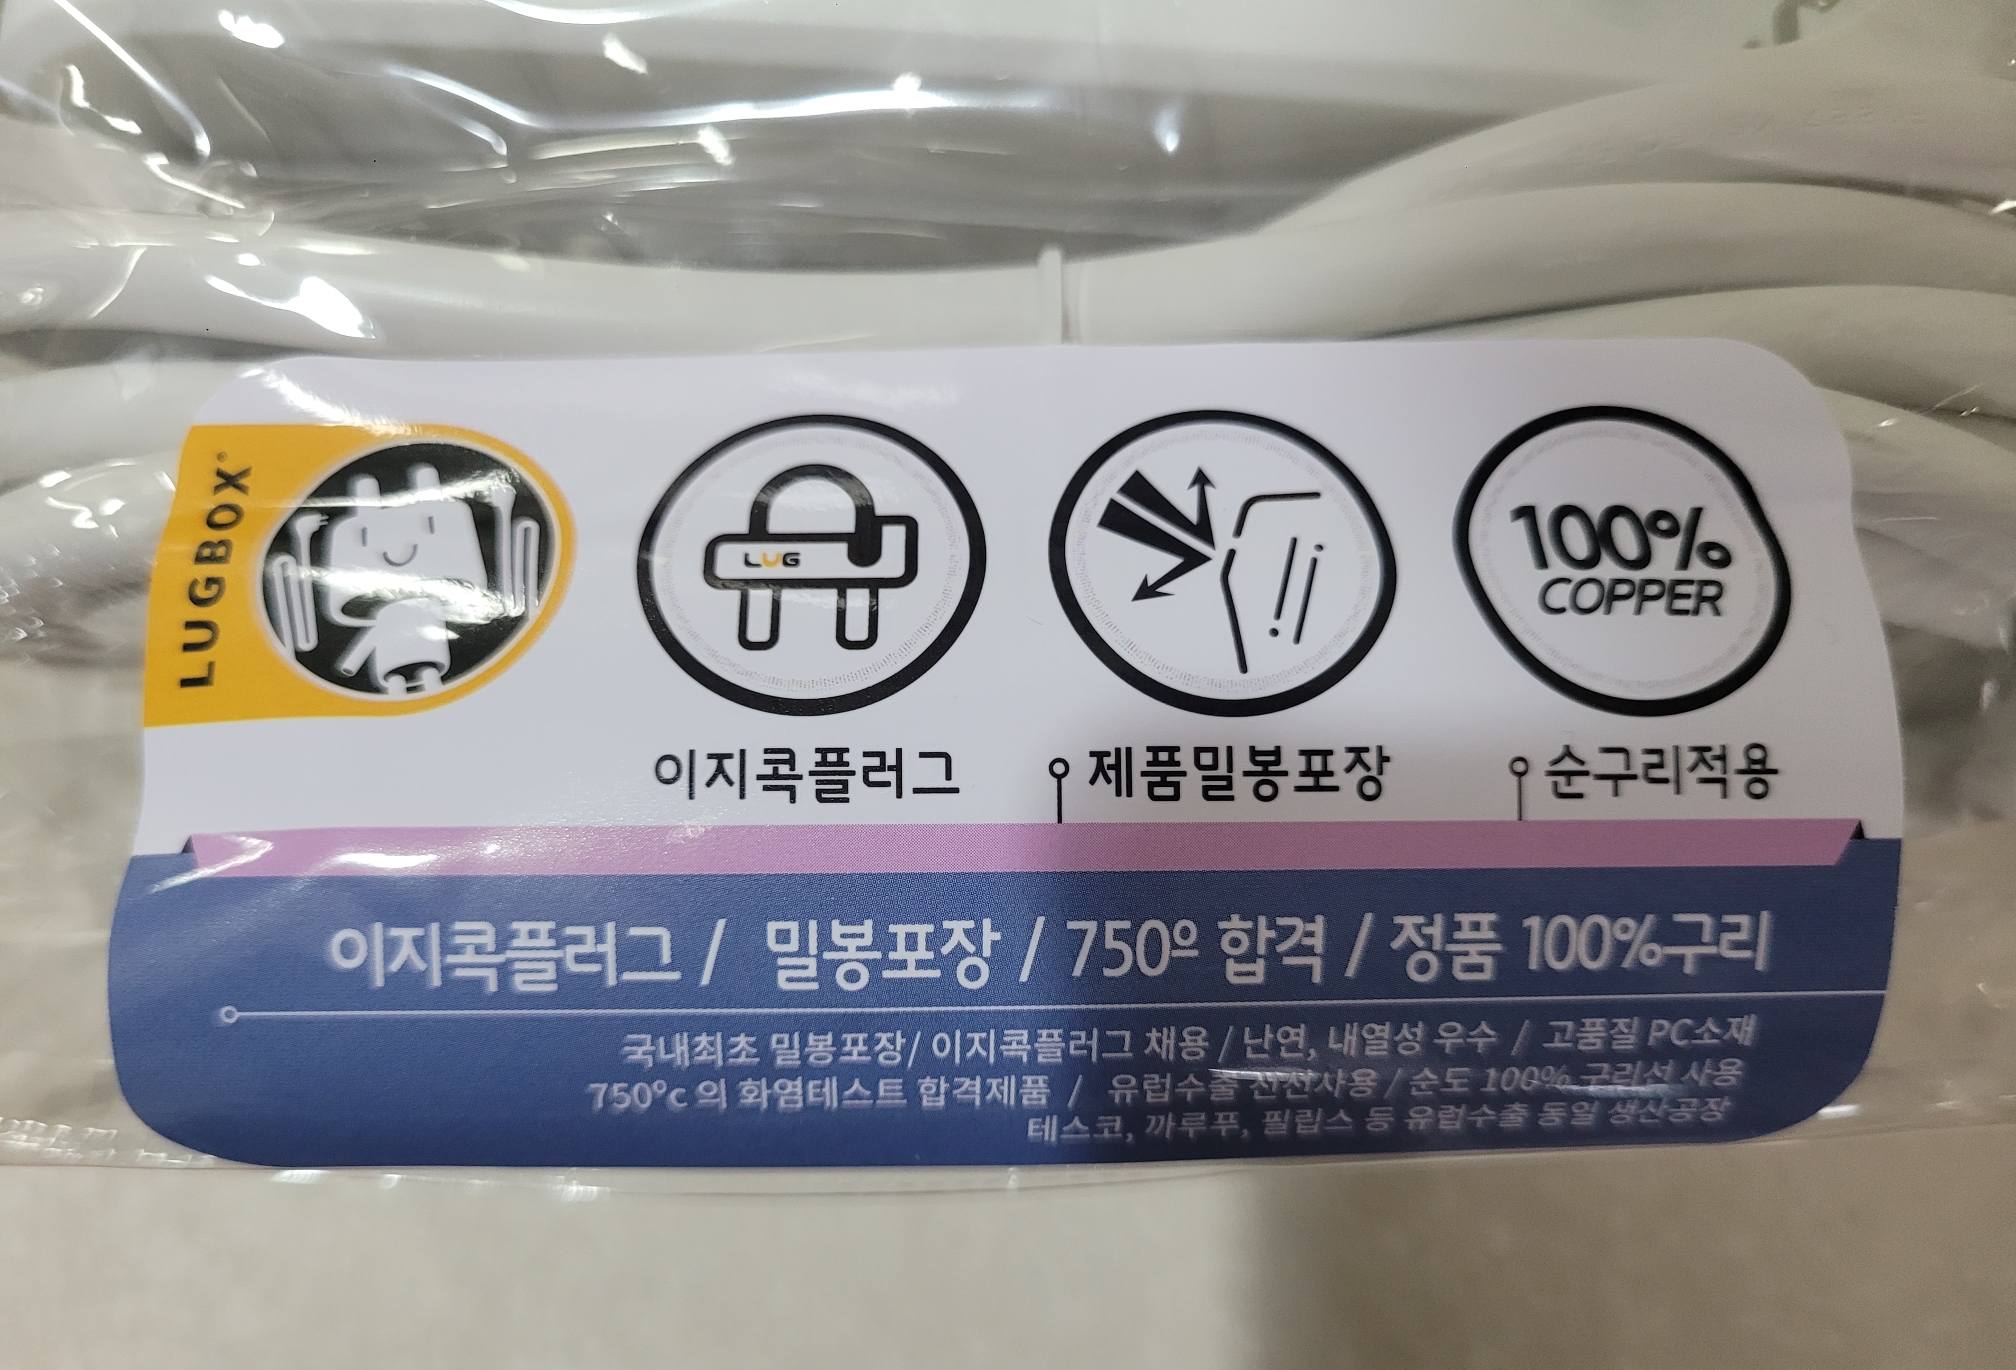 LUGBOX®
LUG
100%
COPPER
이지콕플러그
제품밀봉포장
순구리적용
이지콕플러그 / 밀봉포장 / 750º 합격 / 정품 100%구리
국내최초 밀봉포장/ 이지콕플러그 채용 / 난연, 내열성 우수 / 고품질 PC소재
750ºc 의 화염테스트 합격제품 / 유럽수출 전선사용 / 순도 100% 구리선 사용
테스코, 까루푸, 필립스 등 유럽수출 동일 생산공장